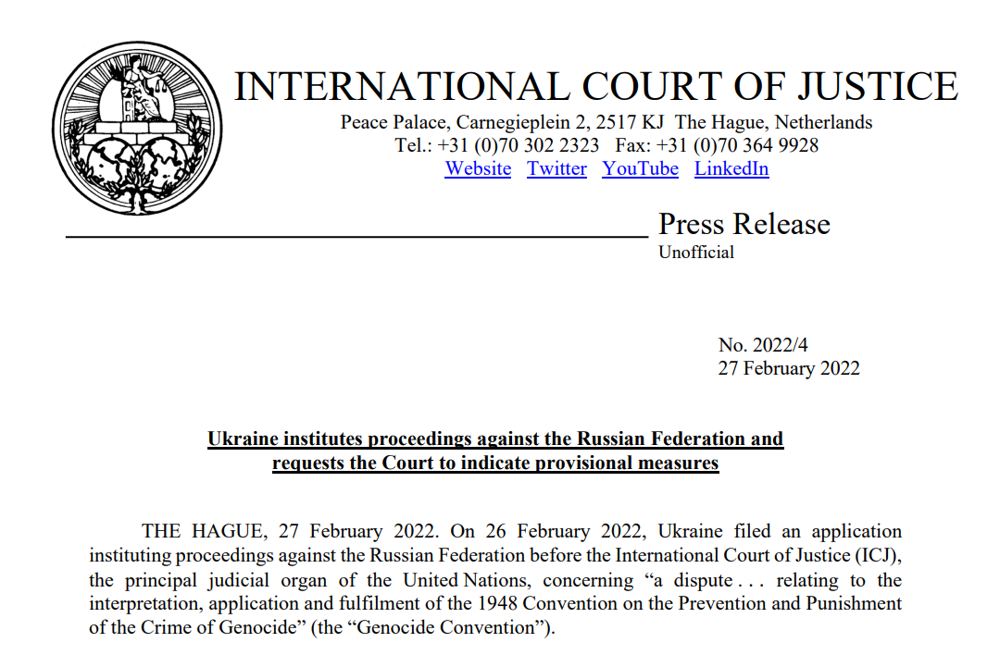 INTERNATIONAL COURT OF JUSTICE
Peace Palace, Carnegieplein 2, 2517 KJ The Hague, Netherlands
Tel.: +31 (0)70 302 2323 Fax: +31 (0)70 364 9928
Website Twitter YouTube LinkedIn
Press Release
Unofficial
No. 2022/4
27 February 2022
Ukraine institutes proceedings against the Russian Federation and
requests the Court to indicate provisional measures
THE HAGUE, 27 February 2022. On 26 February 2022, Ukraine filed an application
instituting proceedings against the Russian Federation before the International Court of Justice (ICJ),
the principal judicial organ of the United Nations, concerning “a dispute . . . relating to the
interpretation, application and fulfilment of the 1948 Convention on the Prevention and Punishment
of the Crime of Genocide” (the “Genocide Convention”).